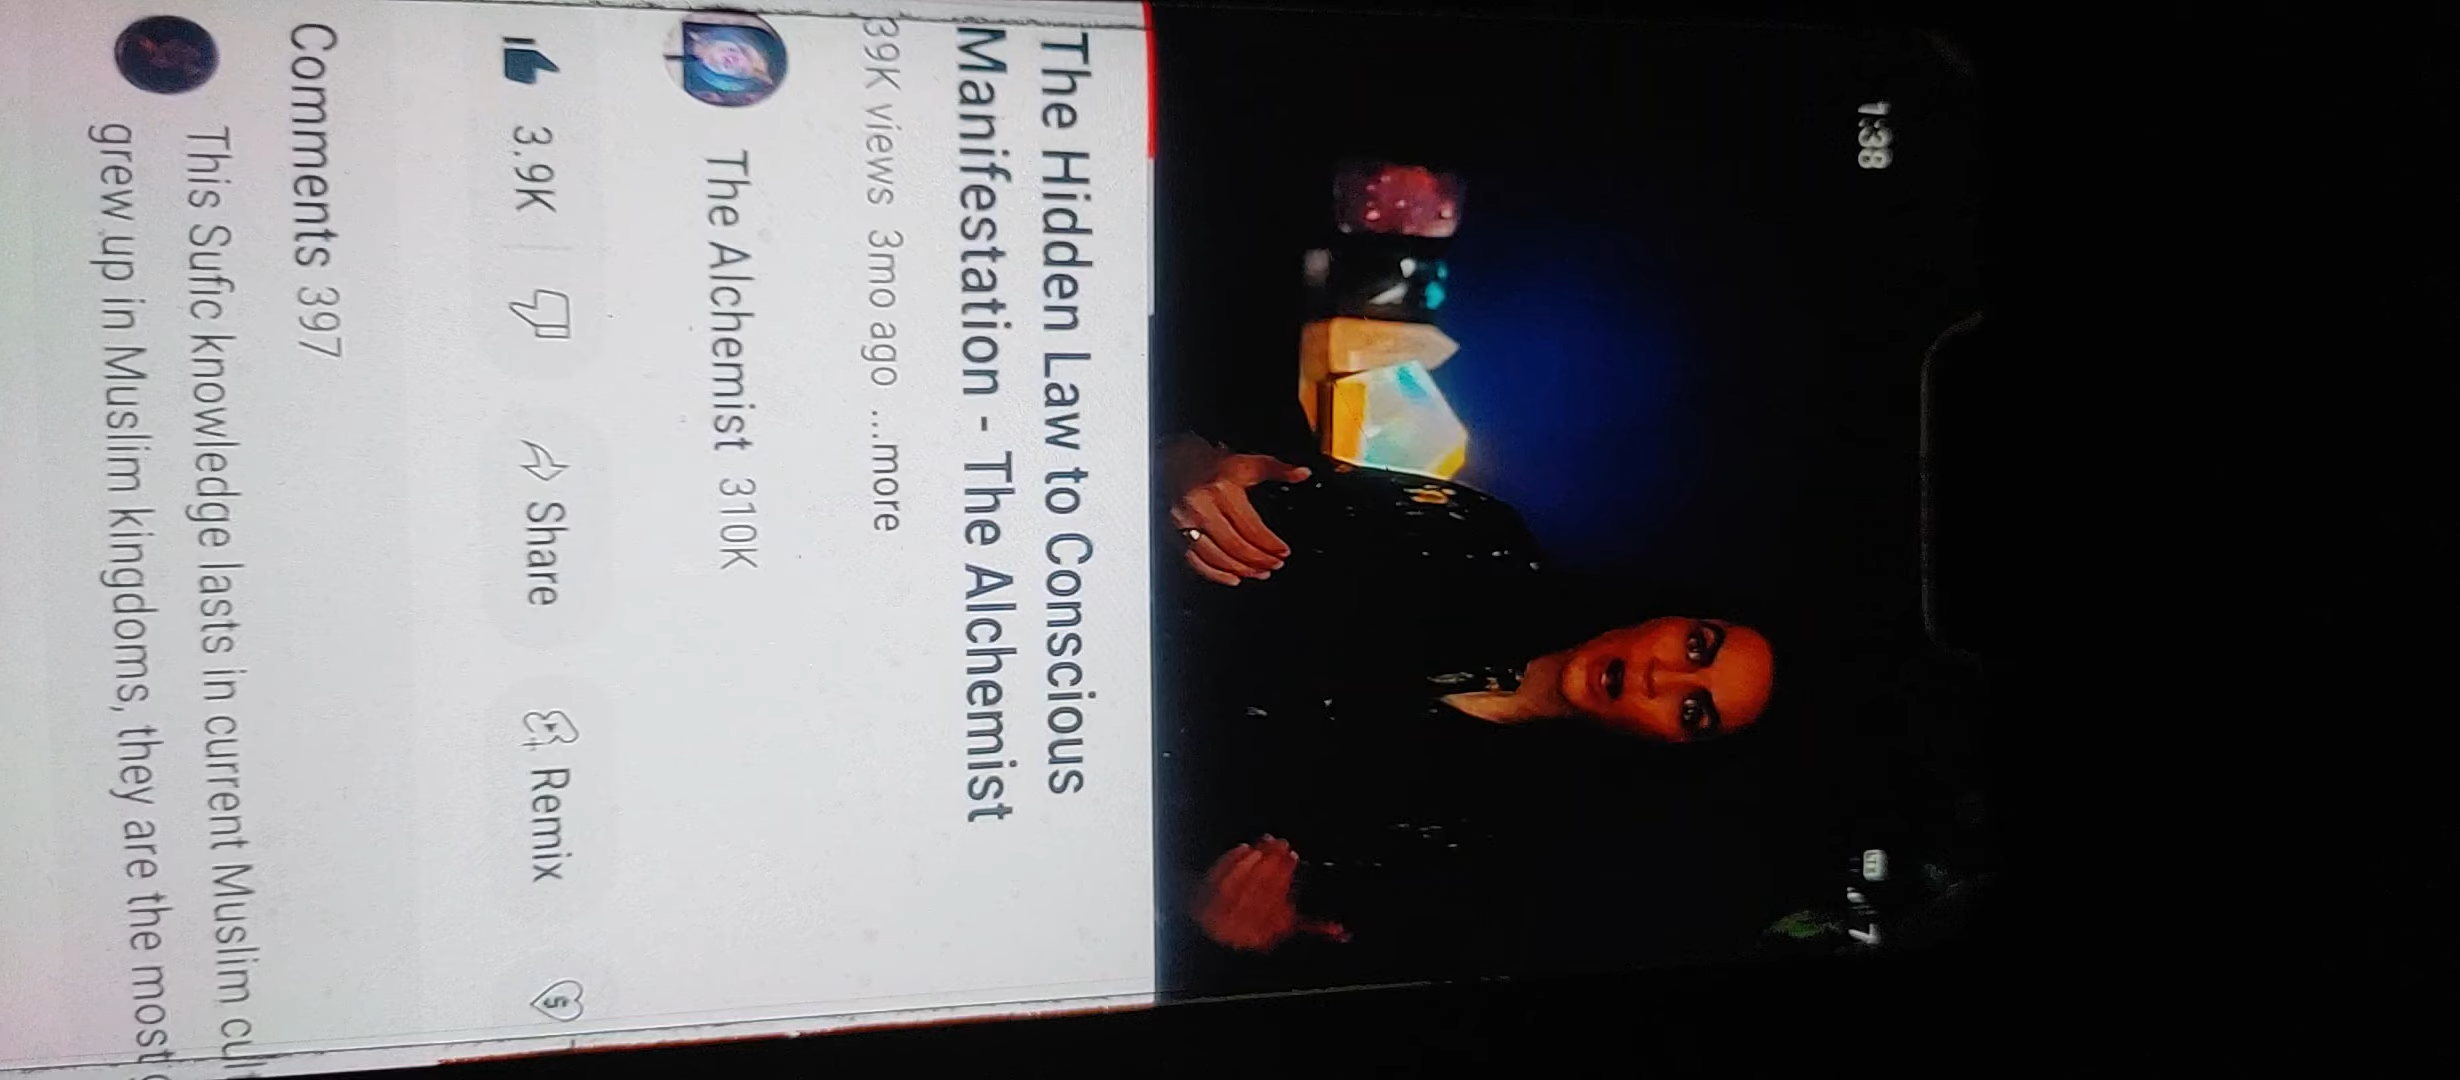 1:38
The Hidden Law to Conscious
Manifestation - The Alchemist
39K views 3mo ago ...more
The Alchemist 310K
3.9K
Share
Remix
Comments 397
This Sufic knowledge lasts in current Muslim
grew up in Muslim kingdoms, they are the most